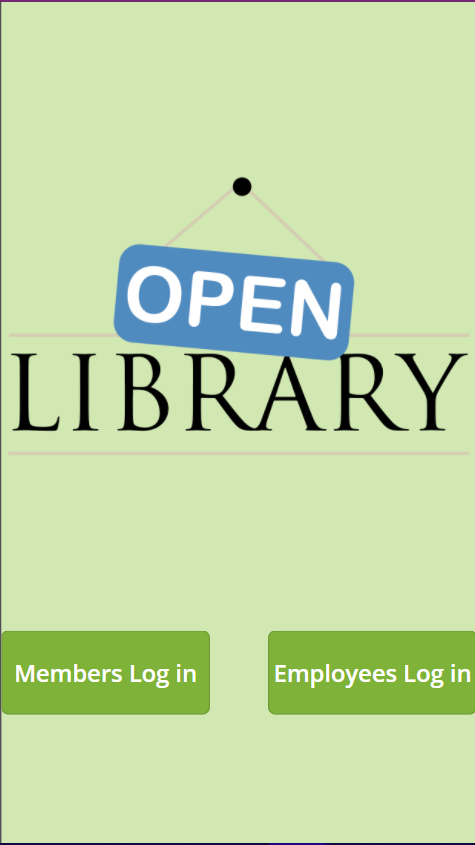 OPEN
LIBRARY
Members Log in
Employees Log in